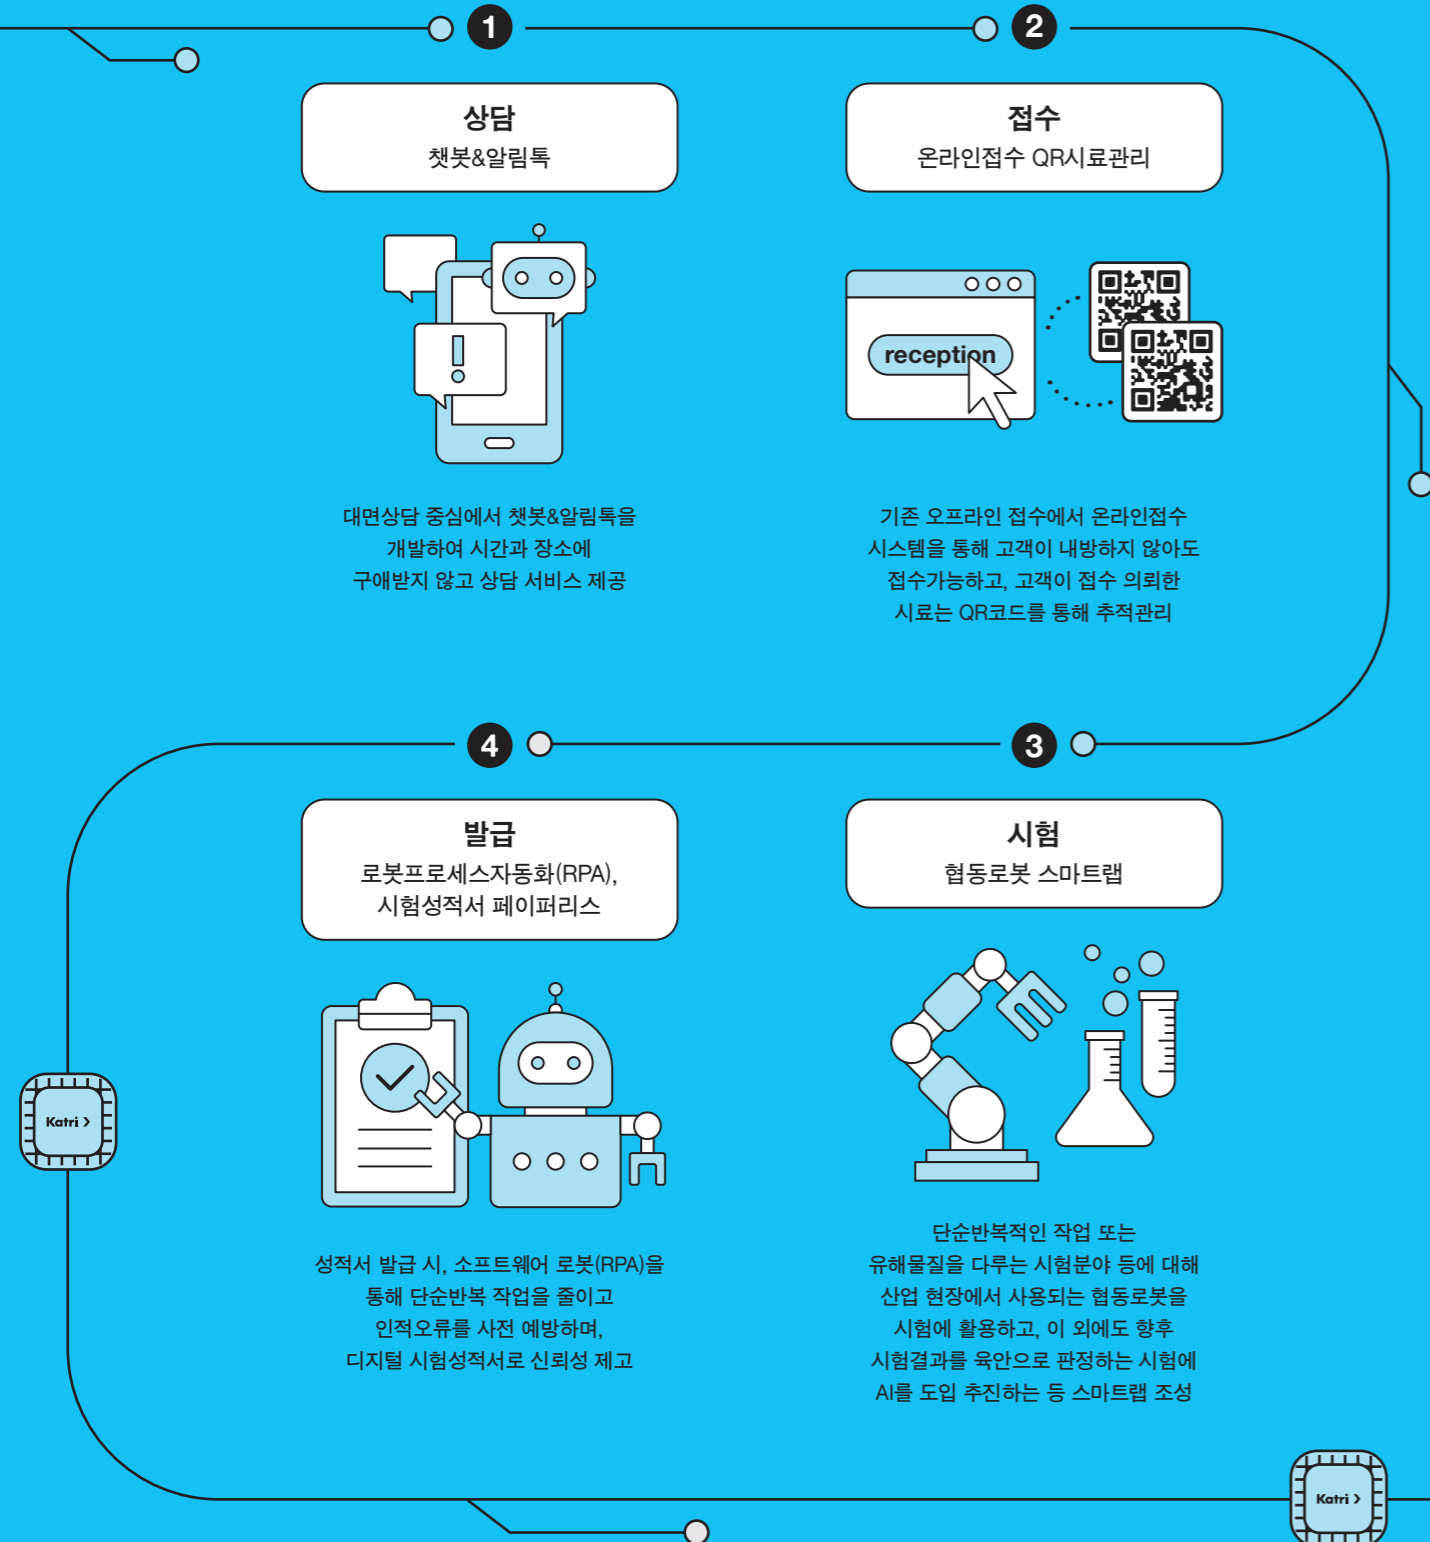 1
상담
챗봇&알림톡
대면상담 중심에서 챗봇&알림톡을
개발하여 시간과 장소에
구애받지 않고 상담 서비스 제공
2
접수
온라인접수 QR시료관리
reception
기존 오프라인 접수에서 온라인접수
시스템을 통해 고객이 내방하지 않아도
접수가능하고, 고객이 접수 의뢰한
시료는 QR코드를 통해 추적관리
3
시험
협동로봇 스마트랩
단순반복적인 작업 또는
유해물질을 다루는 시험분야 등에 대해
산업 현장에서 사용되는 협동로봇을
시험에 활용하고, 이 외에도 향후
시험결과를 육안으로 판정하는 시험에
AI를 도입 추진하는 등 스마트랩 조성
4
발급
로봇프로세스자동화(RPA),
시험성적서 페이퍼리스
성적서 발급 시, 소프트웨어 로봇(RPA)을
통해 단순반복 작업을 줄이고
인적오류를 사전 예방하며,
디지털 시험성적서로 신뢰성 제고
Katri >
Katri >